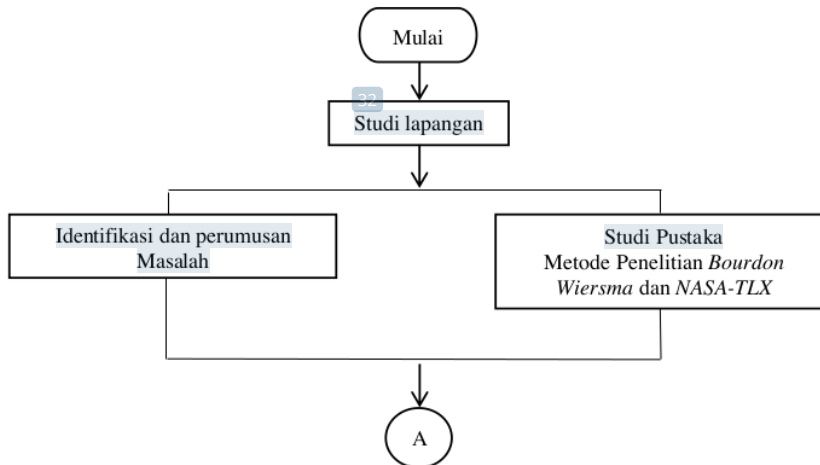 Mulai
32
Studi lapangan
Identifikasi dan perumusan
Masalah
Studi Pustaka
Metode Penelitian Bourdon
Wiersma dan NASA-TLX
A